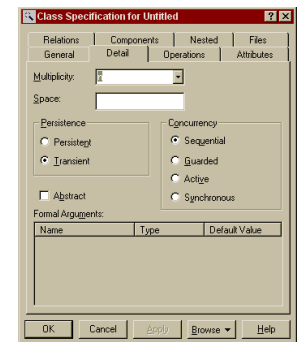 Class Specification for Untitled
Relations Components Nested Files
General Detail Operations Attributes
Multiplicity: n
Space:
Persistence
Persistent
Transient
Concurrency
Sequential
Guarded
Active
Synchronous
Abstract
Formal Arguments:
Name Type Default Value
OK Cancel Apply Browse Help